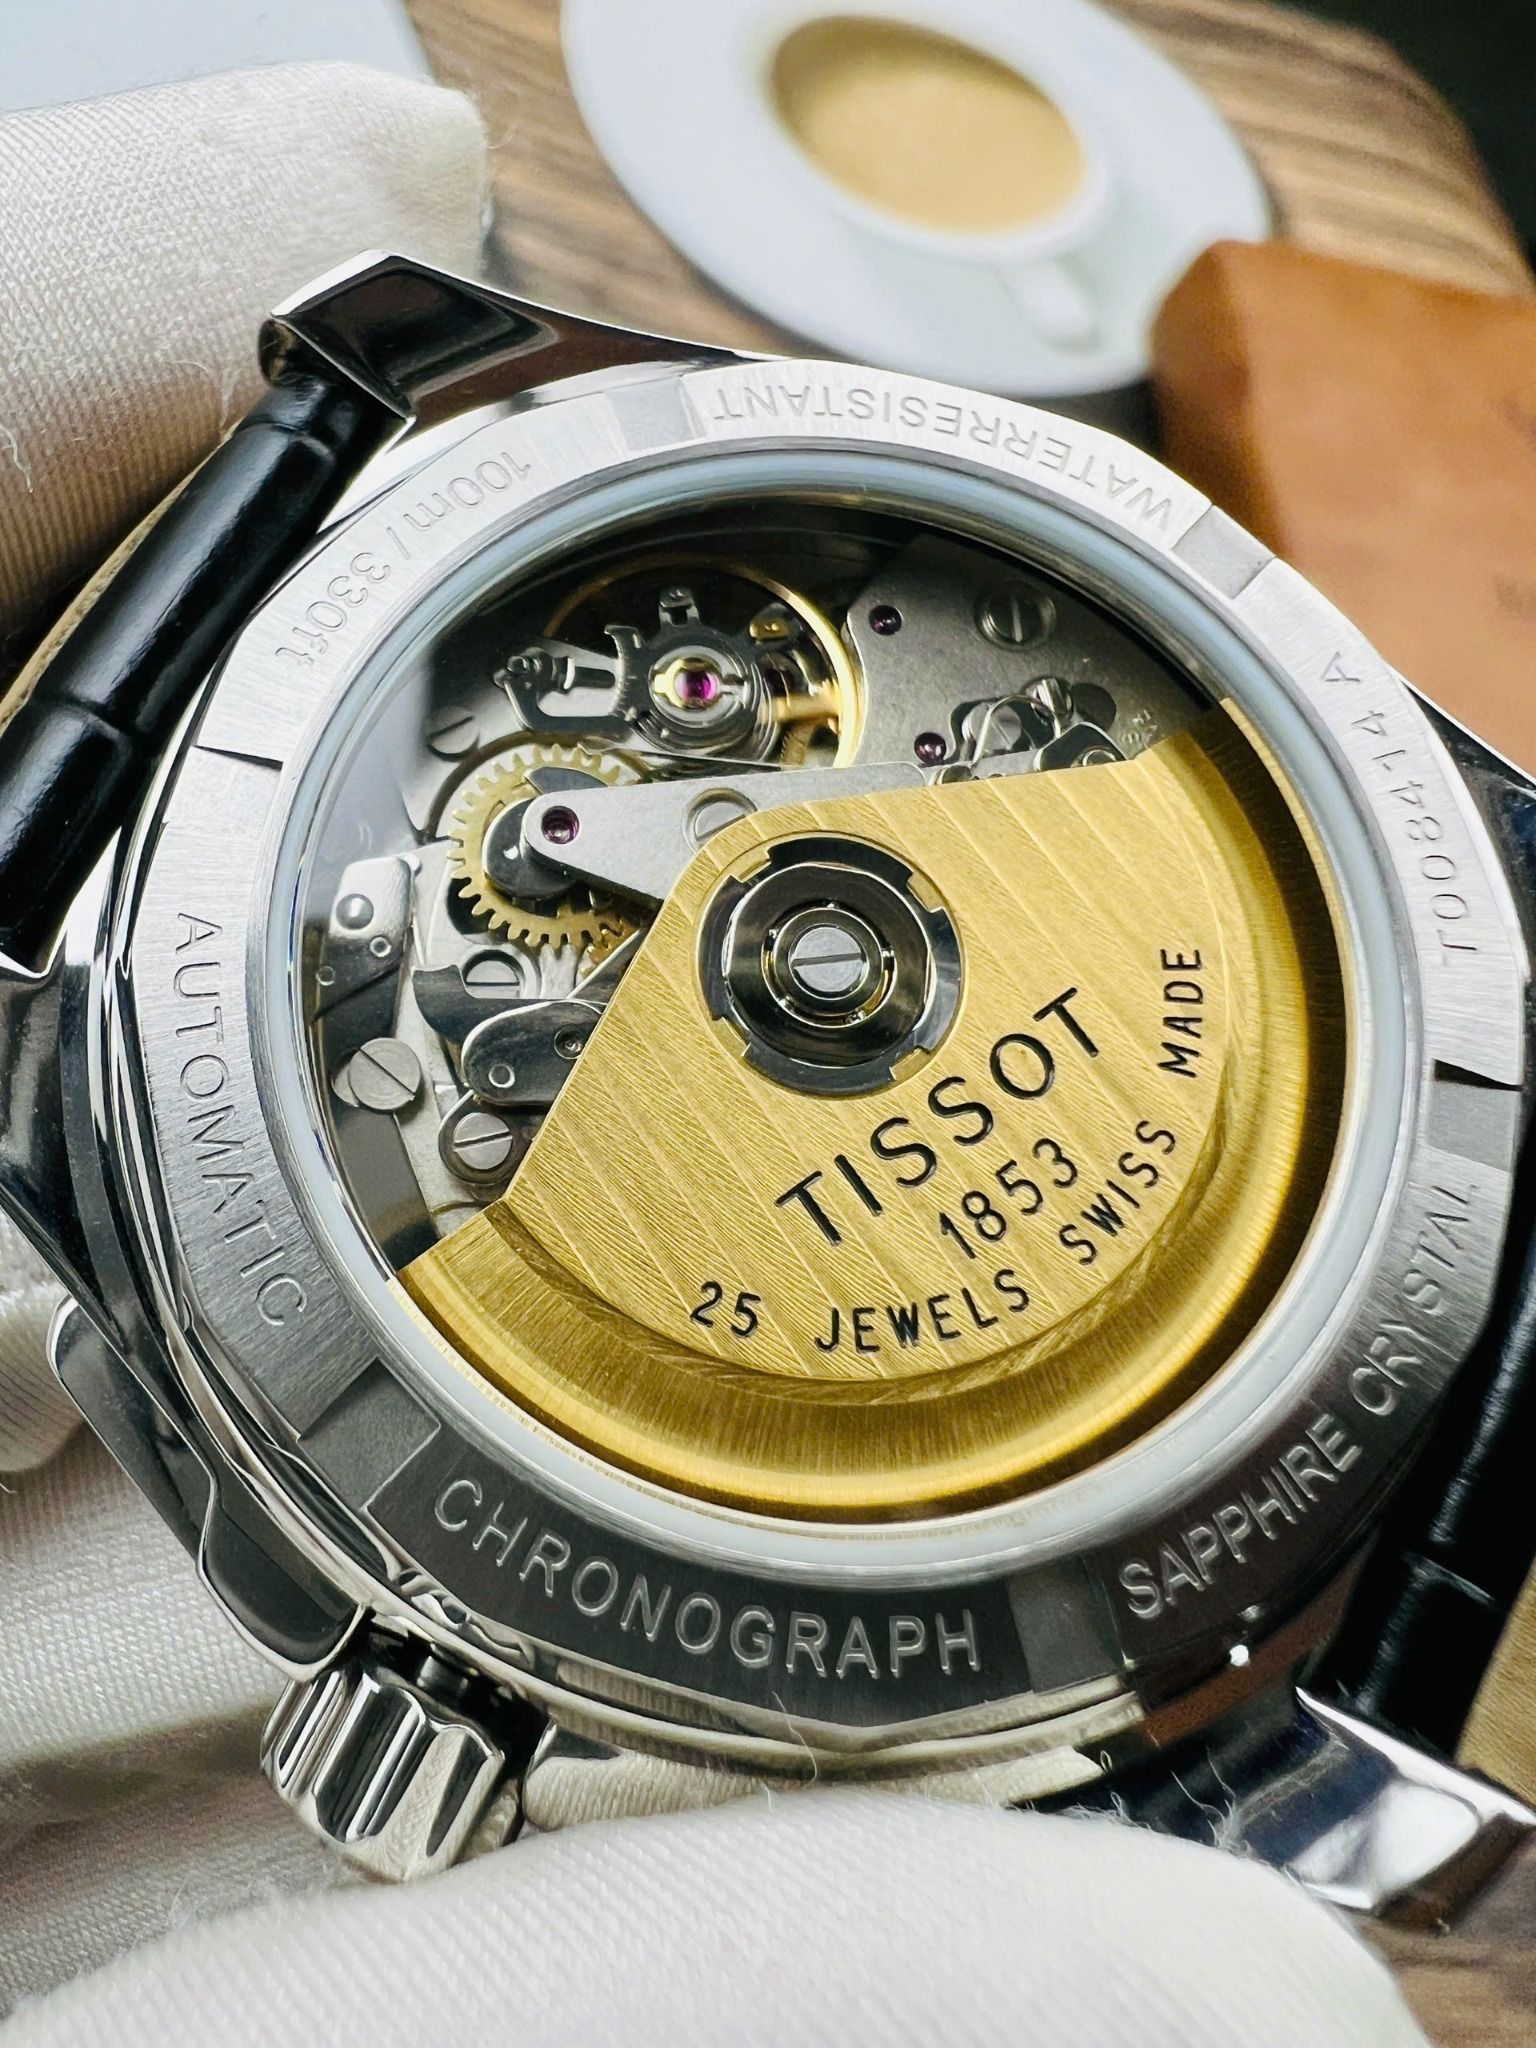 TISSOT
1853
25 JEWELS SWISS MADE
WATERRESISTANT
100m / 330ft
AUTOMATIC
CHRONOGRAPH
SAPPHIRE CRYSTAL
T008414 A